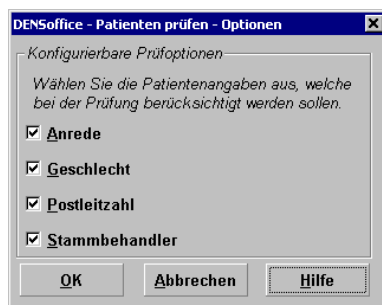 DENSoffice - Patienten prüfen - Optionen
Konfigurierbare Prüfoptionen
Wählen Sie die Patientenangaben aus, welche
bei der Prüfung berücksichtigt werden sollen.
Anrede
Geschlecht
Postleitzahl
Stammbehandler
OK Abbrechen Hilfe